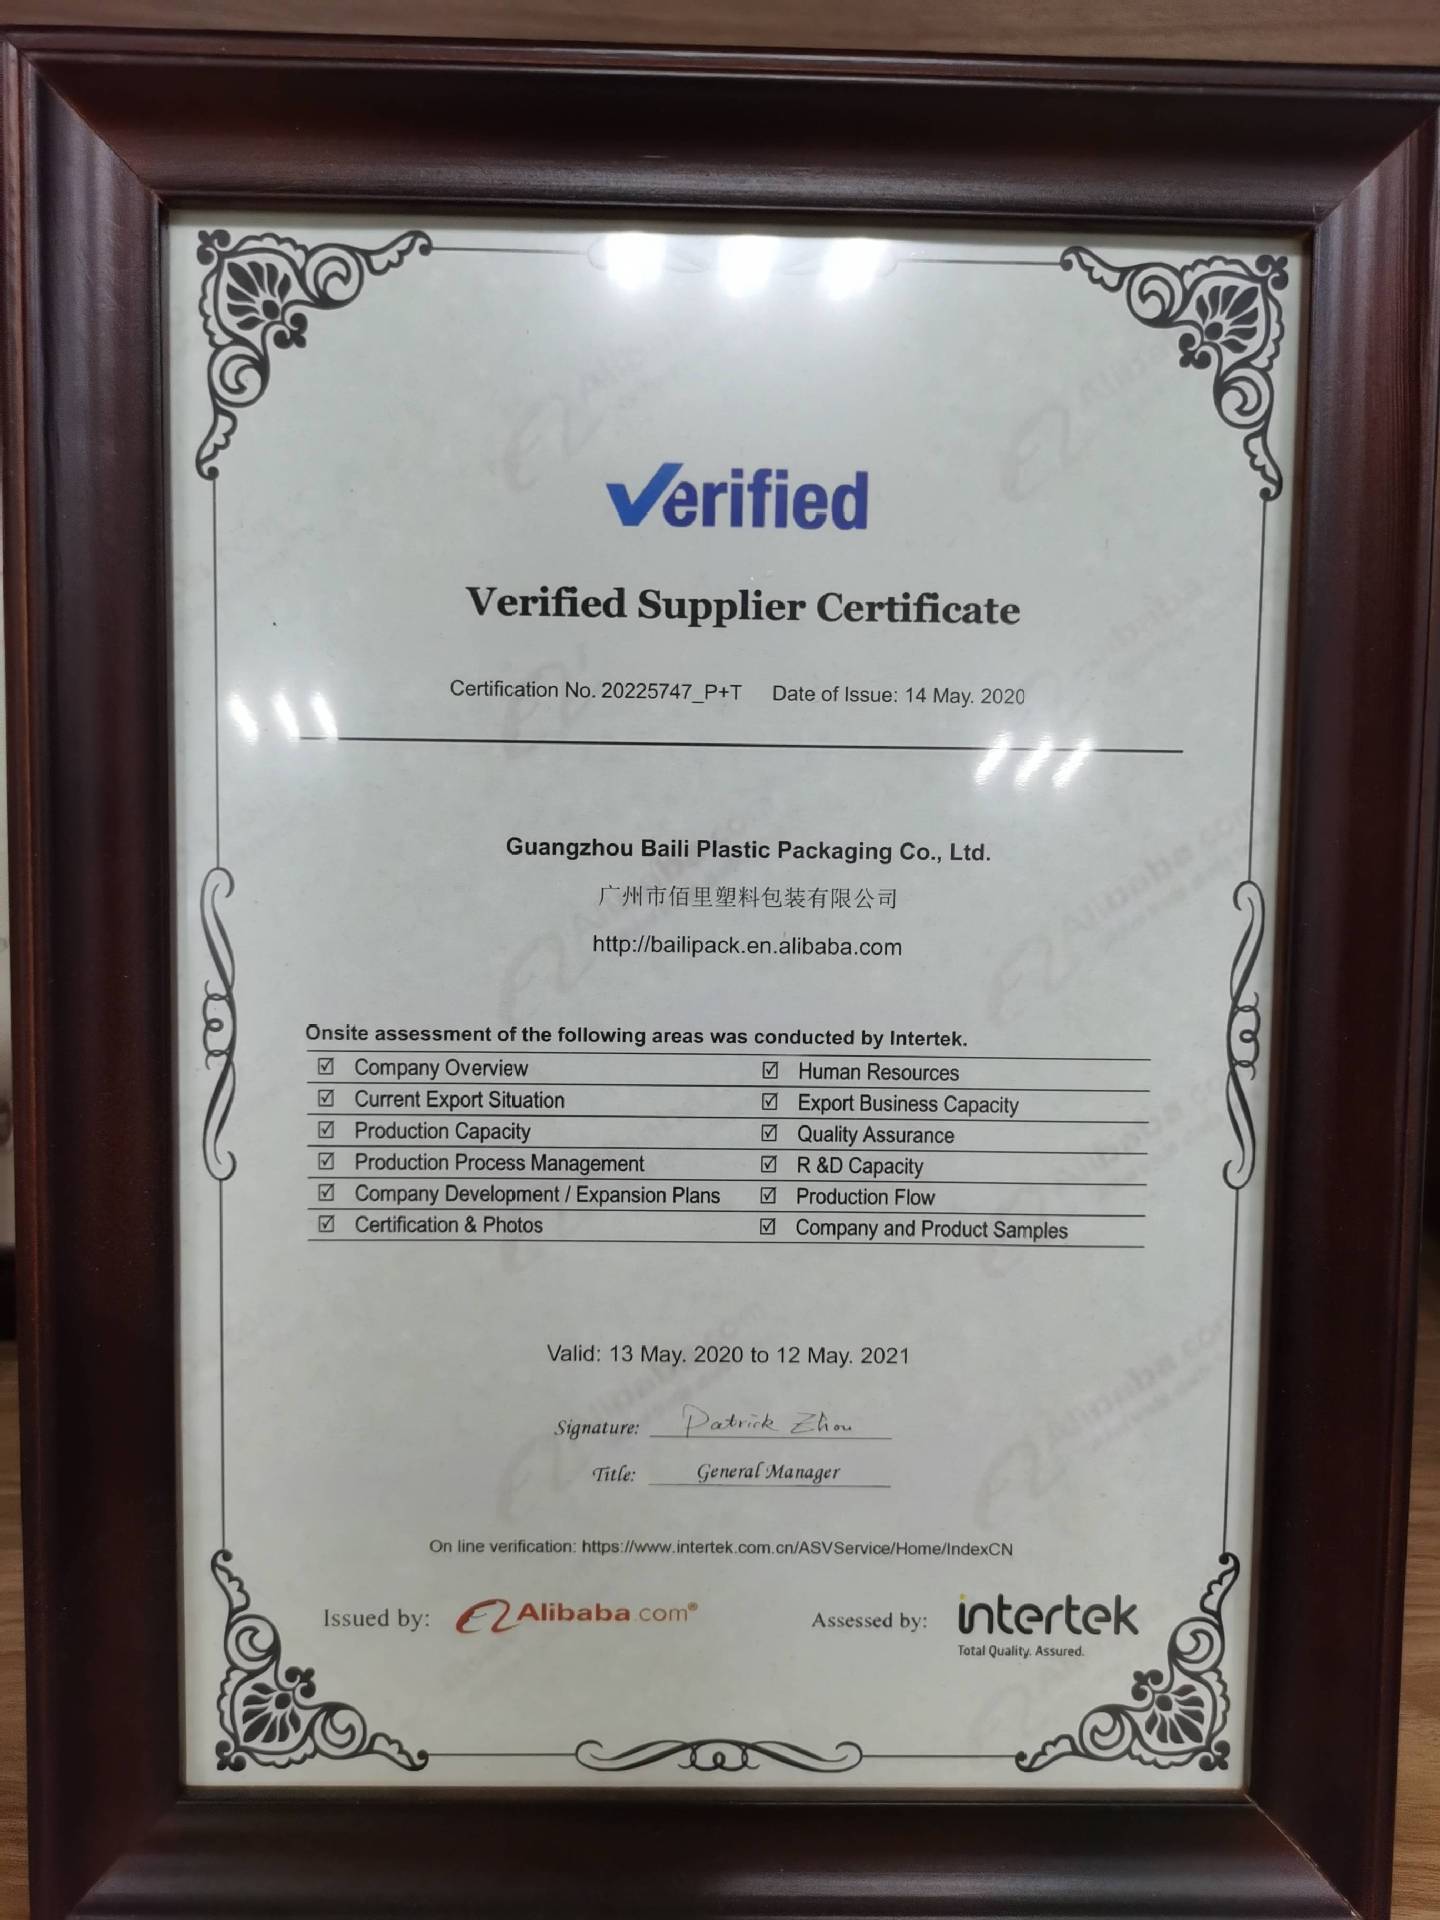 Verified
Verified Supplier Certificate
Certification No. 20225747_P+T Date of Issue: 14 May. 2020
Guangzhou Baili Plastic Packaging Co., Ltd.
广州市佰里塑料包装有限公司
http://bailipack.en.alibaba.com
Onsite assessment of the following areas was conducted by Intertek.
☑ Company Overview ☑ Human Resources
☑ Current Export Situation ☑ Export Business Capacity
☑ Production Capacity ☑ Quality Assurance
☑ Production Process Management ☑ R &D Capacity
☑ Company Development / Expansion Plans ☑ Production Flow
☑ Certification & Photos ☑ Company and Product Samples
Valid: 13 May. 2020 to 12 May. 2021
Signature: Patrick Zhou
Title: General Manager
On line verification: https://www.intertek.com.cn/ASVService/Home/IndexCN
Issued by: Alibaba.com® Assessed by: intertek
Total Quality. Assured.